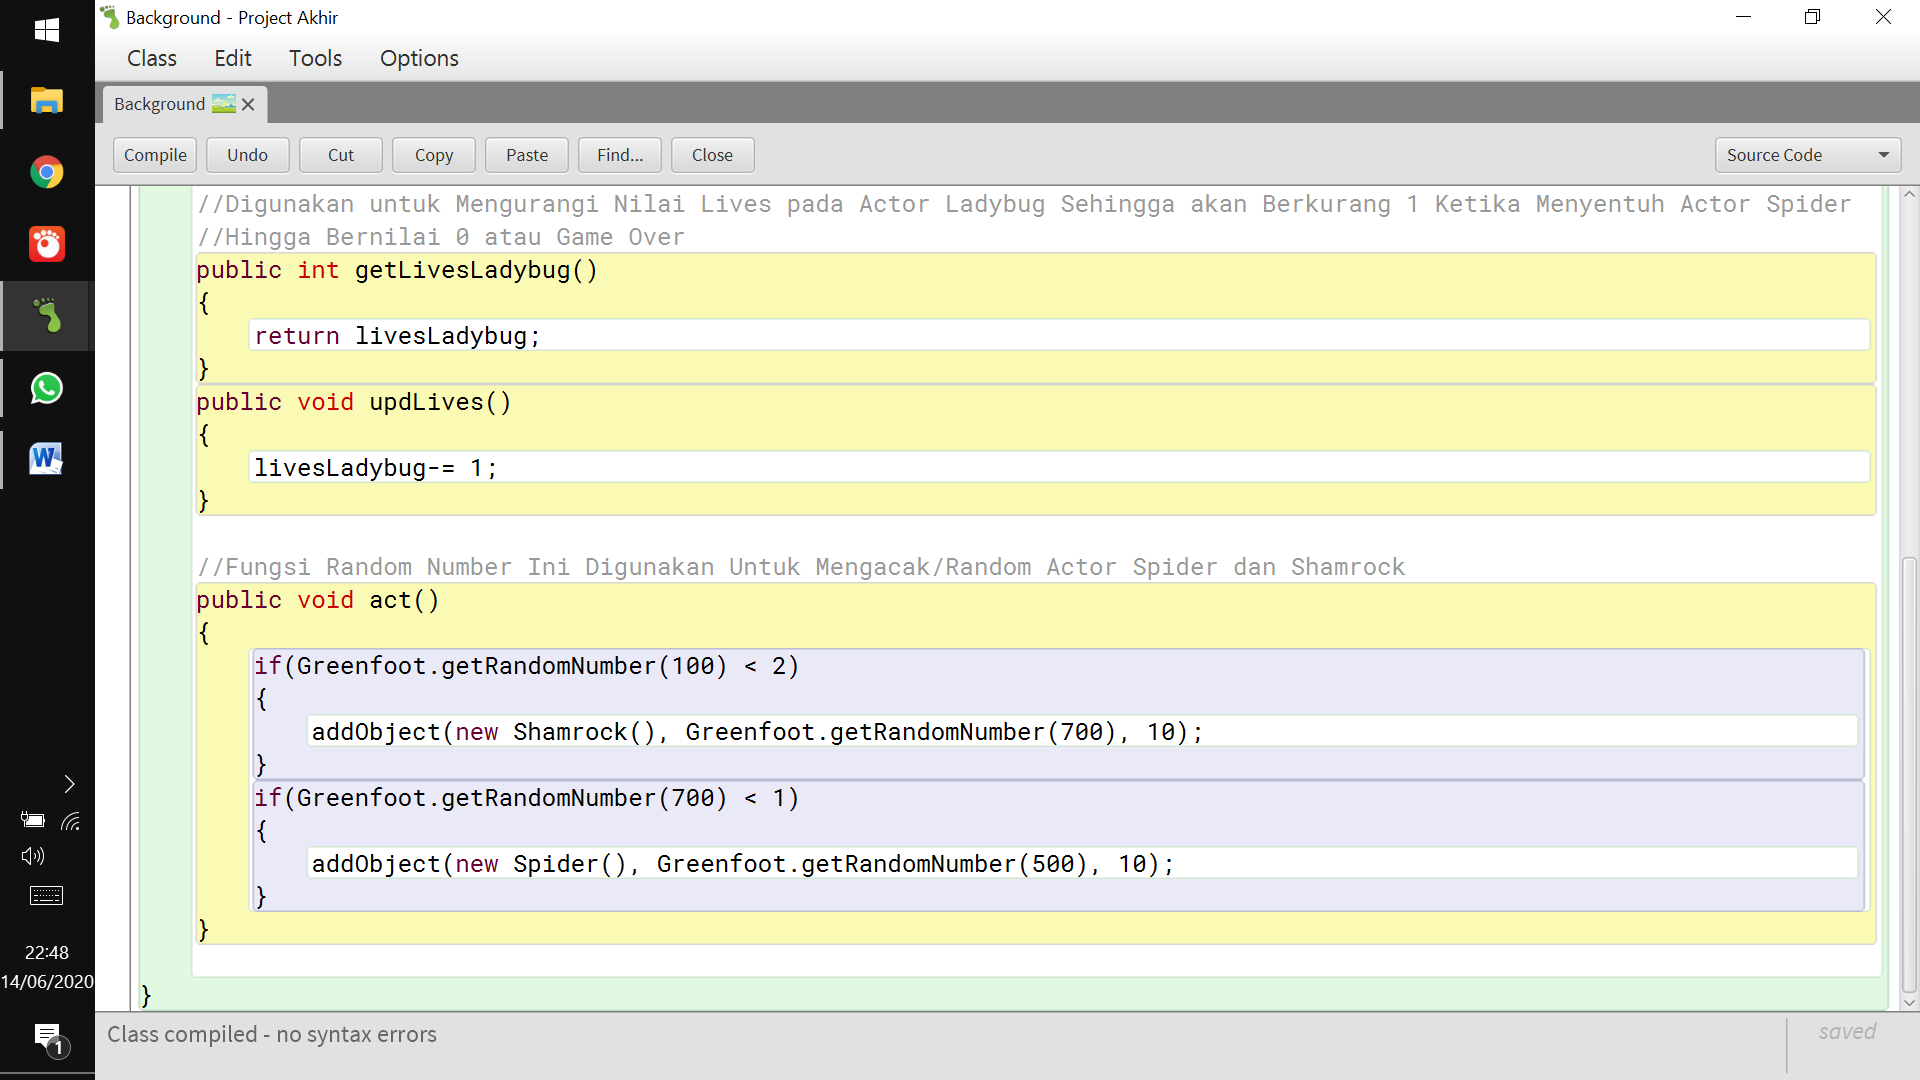 Background - Project Akhir
Class Edit Tools Options
Background
Compile Undo Cut Copy Paste Find... Close Source Code
//Digunakan untuk Mengurangi Nilai Lives pada Actor Ladybug Sehingga akan Berkurang 1 Ketika Menyentuh Actor Spider
//Hingga Bernilai 0 atau Game Over
public int getLivesLadybug()
{
return livesLadybug;
}
public void updLives()
{
livesLadybug-= 1;
}
//Fungsi Random Number Ini Digunakan Untuk Mengacak/Random Actor Spider dan Shamrock
public void act()
{
if(Greenfoot.getRandomNumber(100) < 2)
{
addObject(new Shamrock(), Greenfoot.getRandomNumber(700), 10);
}
if(Greenfoot.getRandomNumber(700) < 1)
{
addObject(new Spider(), Greenfoot.getRandomNumber(500), 10);
}
}
}
Class compiled - no syntax errors
saved
W
22:48
14/06/2020
1